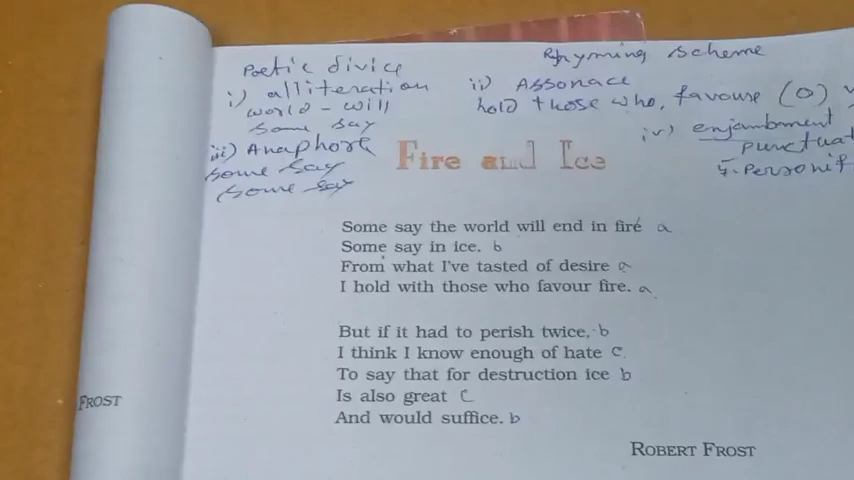 Poetic divice
Rhyming scheme
i) alliteration
world - will
some say
ii) Assonace
hold those who, favour (o)
iii) Anaphora
some say
some say
iv) enjambment
punctuat
5. Personif
Fire and Ice
Some say the world will end in fire a
Some say in ice. b
From what I've tasted of desire a
I hold with those who favour fire. a
But if it had to perish twice, b
I think I know enough of hate c
To say that for destruction ice b
Is also great c
And would suffice. b
ROBERT FROST
FROST